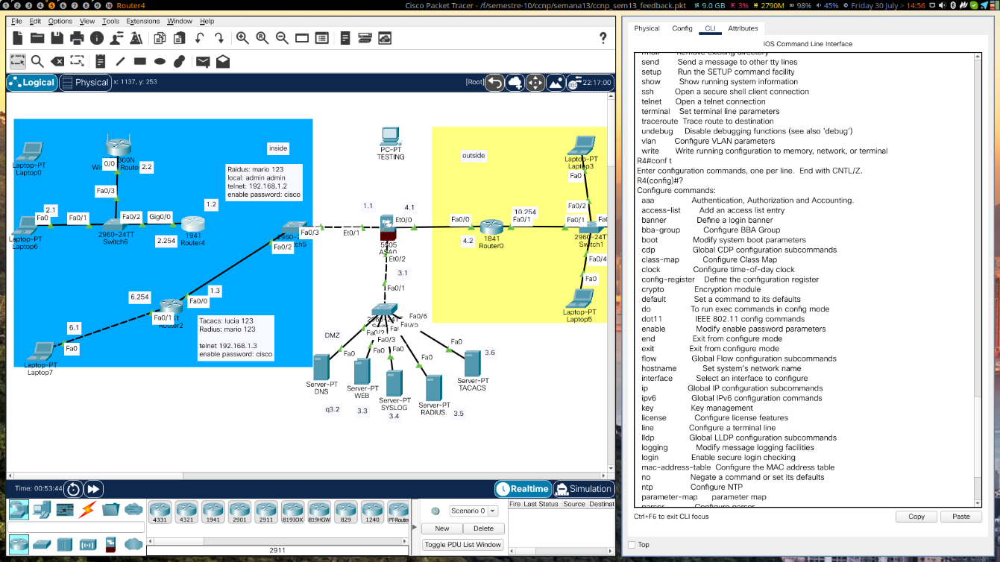 1 2 3 4 5 6 7 8 9 10 Router4
Cisco Packet Tracer - /f/semestre-10/ccnp/semana13/ccnp_sem13_feedback.pkt
9.0 GB 3% 2790M 98% 45% Friday 30 July > 14:56
File Edit Options View Tools Extensions Window Help
?
Logical Physical x: 1137, y: 253
[Root] 22:17:00
inside
Raidus: mario 123
local: admin admin
telnet: 192.168.1.2
enable password: cisco
Laptop-PT
Laptop0
300N
0/0
2.2
Fa0/3
2.1
Fa0
Fa0/1
Fa0/2
Gig0/0
1.2
Laptop-PT
Laptop6
2960-24TT
Switch6
1941
Router4
2.254
Fa0/3
Fa0/2
6.254
1.3
Fa0/0
Fa0/1
Router2
6.1
Fa0
Laptop-PT
Laptop7
Tacacs: lucia 123
Radius: mario 123
telnet 192.168.1.3
enable password: cisco
PC-PT
TESTING
1.1
4.1
Et0/1
Et0/0
5505
Et0/2
3.1
Fa0/1
Fa0/0
10.254
Fa0/1
4.2
1841
Router0
outside
Laptop-PT
Laptop3
Fa0
Fa0/2
Fa0/1
2960-24TT
Switch1
Fa0/4
Fa0
Laptop-PT
Laptop5
Fa0/6
Fa0/5
Fa0/3
DMZ
Fa0
Fa0
Fa0
Fa0
Fa0
3.6
Server-PT
DNS
q3.2
Server-PT
WEB
3.3
Server-PT
SYSLOG
3.4
Server-PT
RADIUS.
3.5
Server-PT
TACACS
Time: 00:53:44
Realtime Simulation
4331 4321 1941 2901 2911 819IOX 819HGW 829 1240 PT-Router
2911
Scenario 0
New Delete
Toggle PDU List Window
Fire Last Status Source Destinat
Physical Config CLI Attributes
IOS Command Line Interface
send Send a message to other tty lines
setup Run the SETUP command facility
show Show running system information
ssh Open a secure shell client connection
telnet Open a telnet connection
terminal Set terminal line parameters
traceroute Trace route to destination
undebug Disable debugging functions (see also 'debug')
vlan Configure VLAN parameters
write Write running configuration to memory, network, or terminal
R4#conf t
Enter configuration commands, one per line. End with CNTL/Z.
R4(config)#?
Configure commands:
aaa Authentication, Authorization and Accounting.
access-list Add an access list entry
banner Define a login banner
bba-group Configure BBA Group
boot Modify system boot parameters
cdp Global CDP configuration subcommands
class-map Configure Class Map
clock Configure time-of-day clock
config-register Define the configuration register
crypto Encryption module
default Set a command to its defaults
do To run exec commands in config mode
dot11 IEEE 802.11 config commands
enable Modify enable password parameters
end Exit from configure mode
exit Exit from configure mode
flow Global Flow configuration subcommands
hostname Set system's network name
interface Select an interface to configure
ip Global IP configuration subcommands
ipv6 Global IPv6 configuration commands
key Key management
license Configure license features
line Configure a terminal line
lldp Global LLDP configuration subcommands
logging Modify message logging facilities
login Enable secure login checking
mac-address-table Configure the MAC address table
no Negate a command or set its defaults
ntp Configure NTP
parameter-map parameter map
Ctrl+F6 to exit CLI focus
Copy Paste
Top